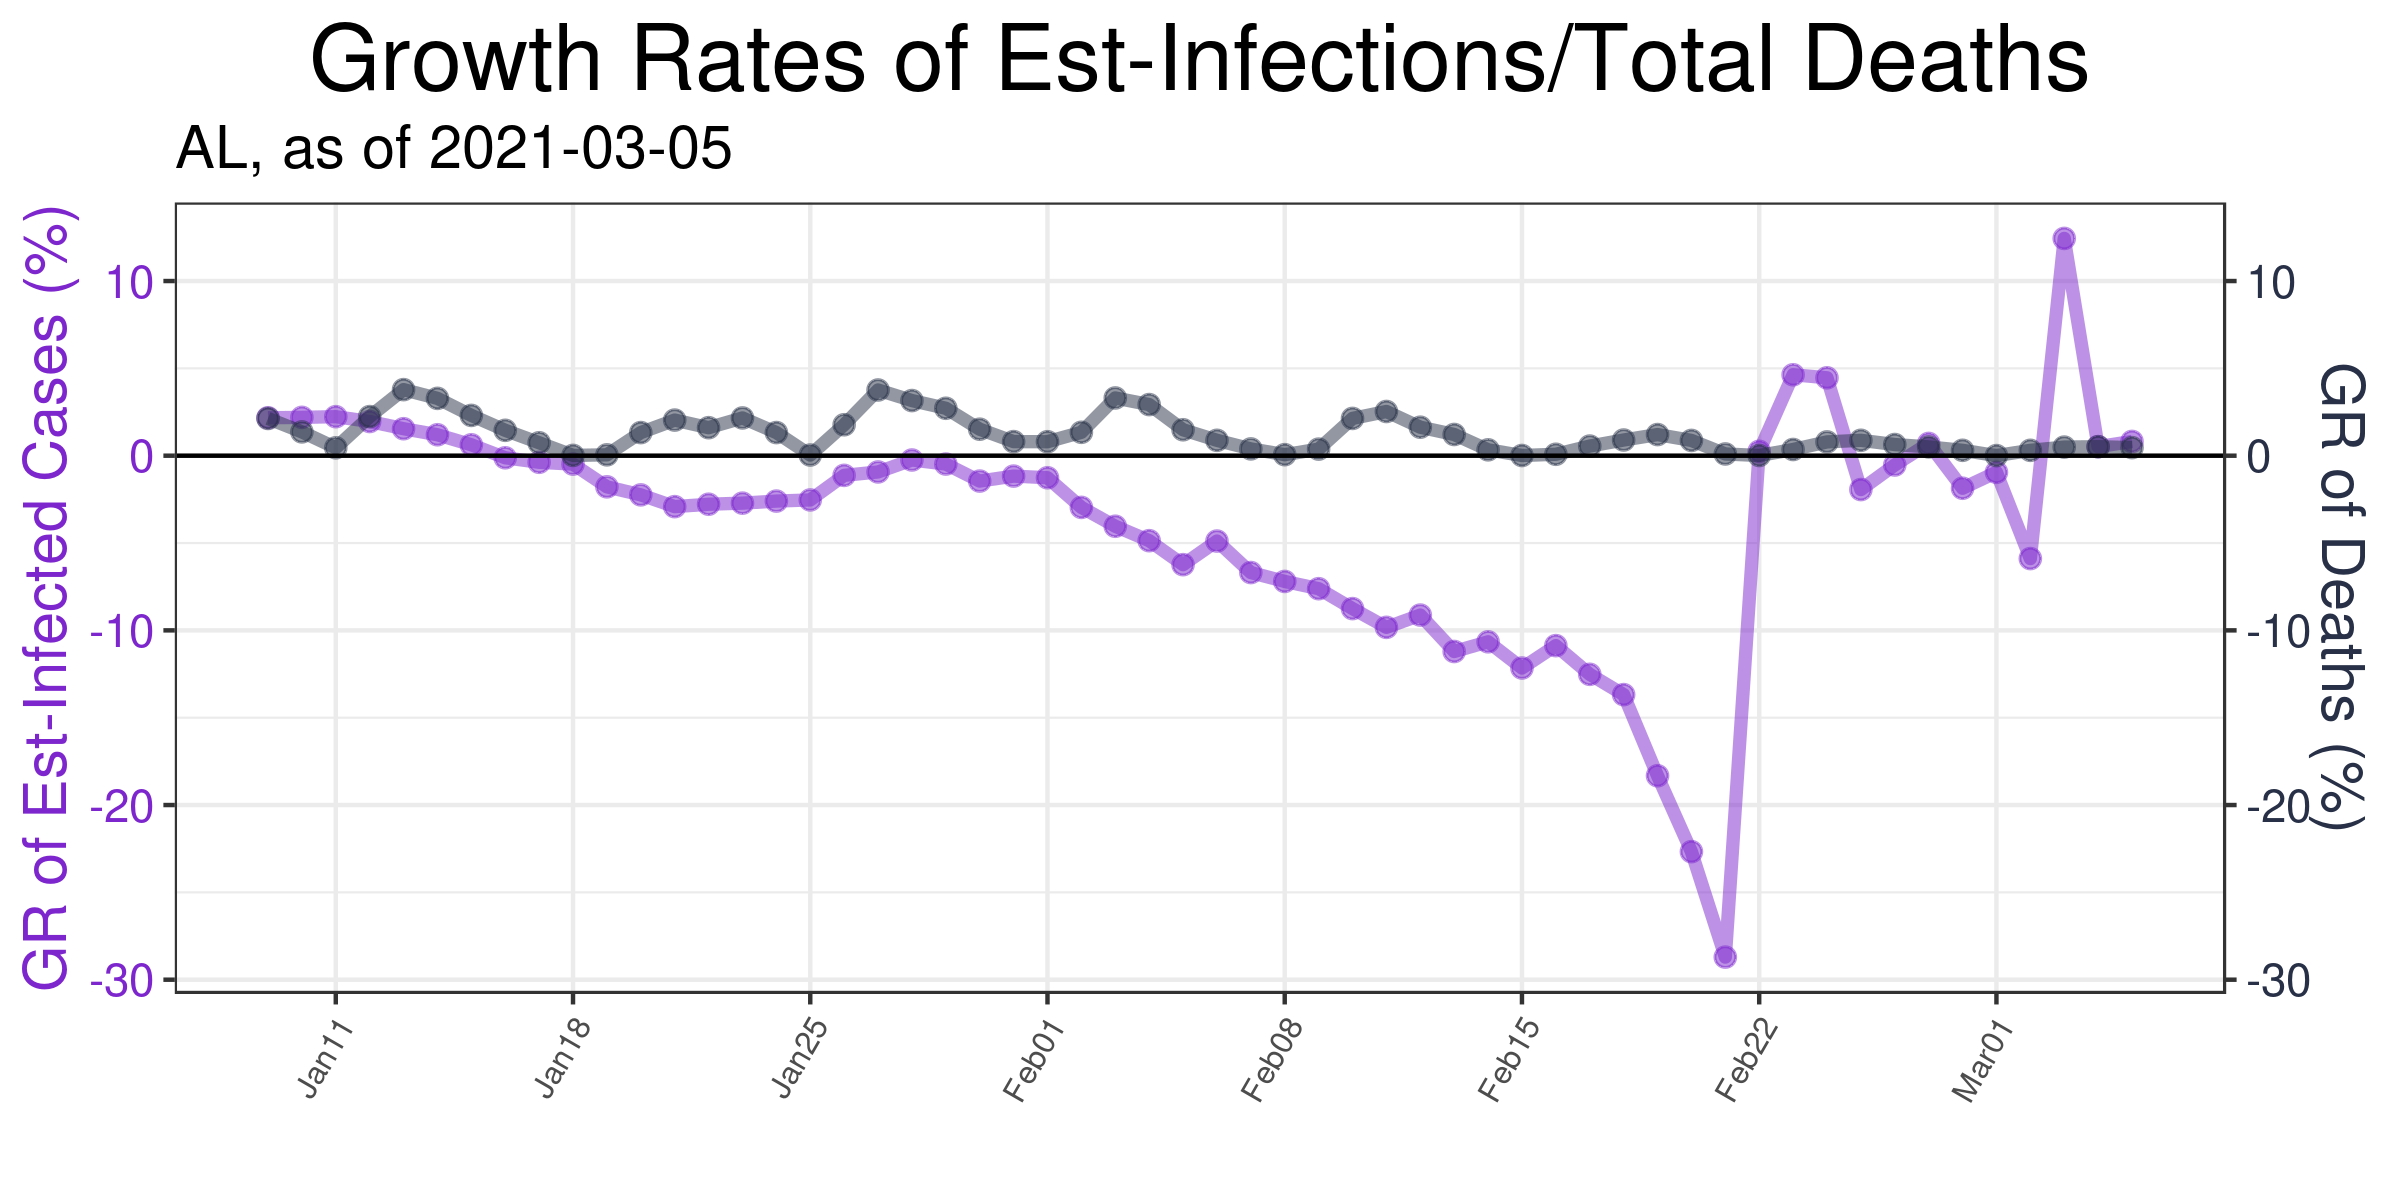 Growth Rates of Est-Infections/Total Deaths
AL, as of 2021-03-05
GR of Est-Infected Cases (%)
10
0
-10
-20
-30
10
0
-10
-20
-30
GR of Deaths (%)
Jan11
Jan18
Jan25
Feb01
Feb08
Feb15
Feb22
Mar01